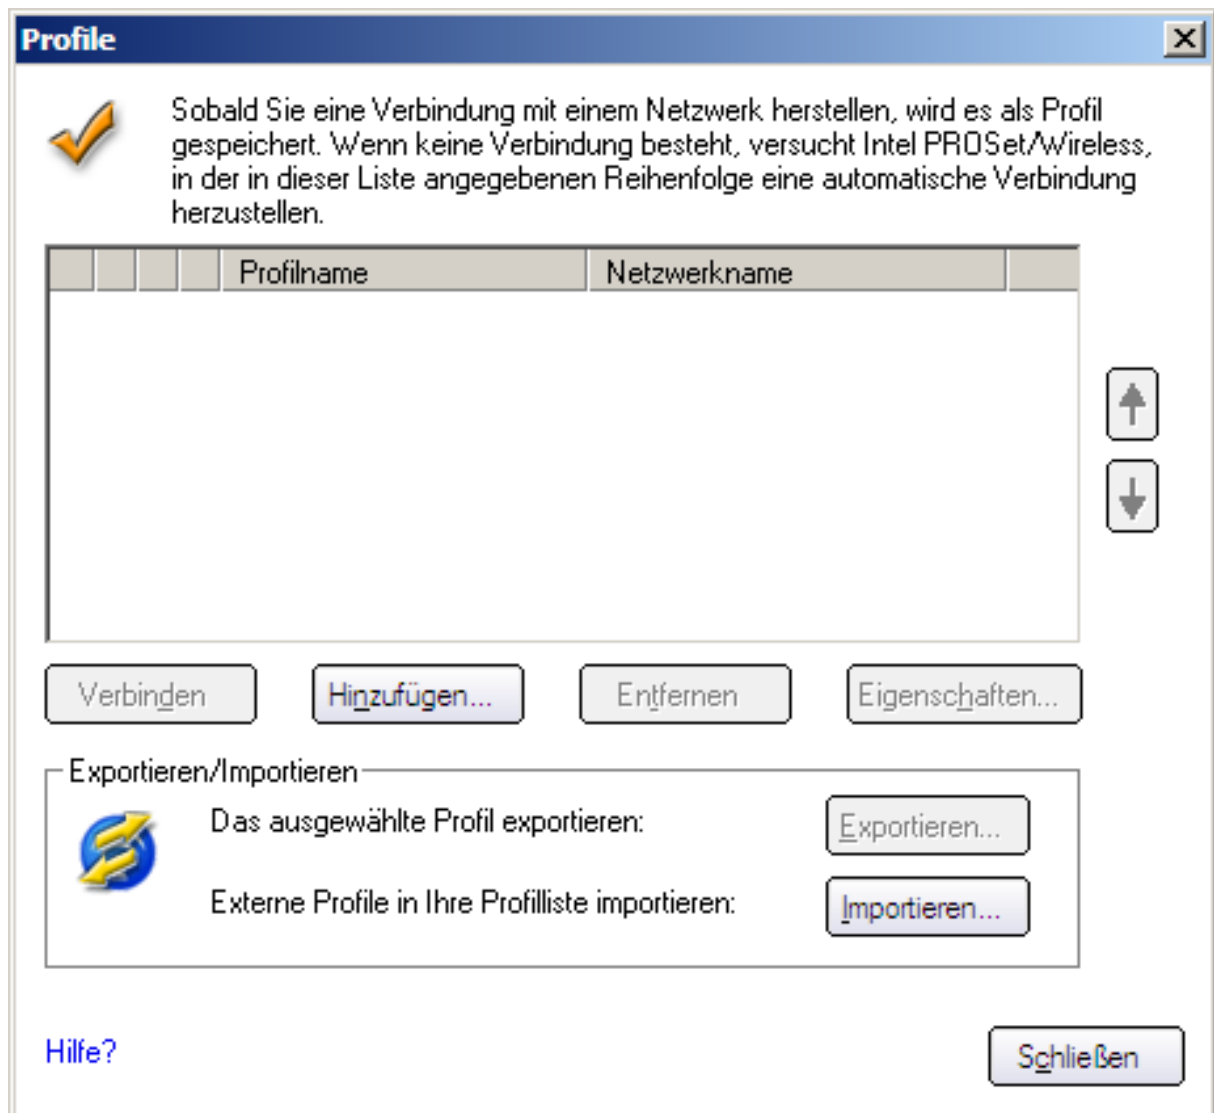 Profile
Sobald Sie eine Verbindung mit einem Netzwerk herstellen, wird es als Profil
gespeichert. Wenn keine Verbindung besteht, versucht Intel PROSet/Wireless,
in der in dieser Liste angegebenen Reihenfolge eine automatische Verbindung
herzustellen.
Profilname Netzwerkname
Verbinden Hinzufügen... Entfernen Eigenschaften...
Exportieren/Importieren
Das ausgewählte Profil exportieren: Exportieren...
Externe Profile in Ihre Profilliste importieren: Importieren...
Hilfe? Schließen